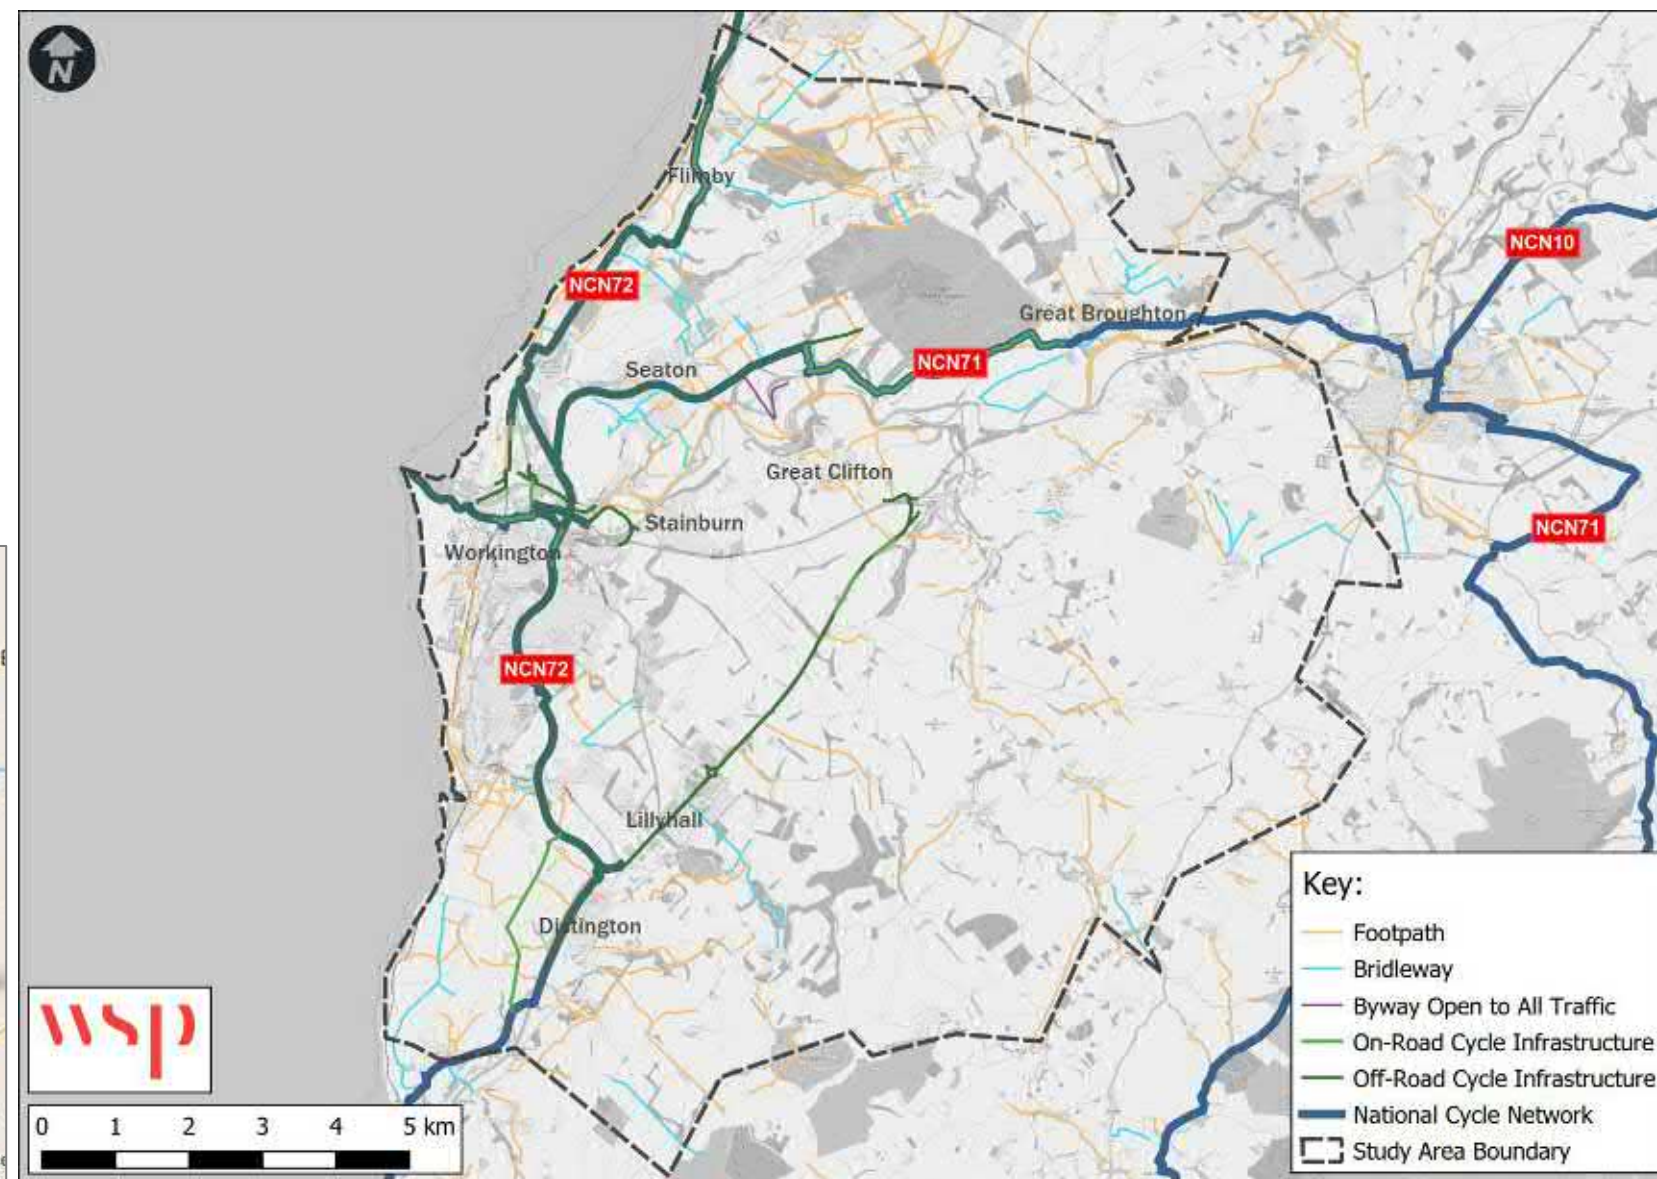 N
Flimby
NCN10
NCN72
Great Broughton
NCN71
Seaton
Great Clifton
Stainburn
NCN71
Workington
NCN72
Lillyhall
Distington
Key:
Footpath
Bridleway
Byway Open to All Traffic
On-Road Cycle Infrastructure
Off-Road Cycle Infrastructure
National Cycle Network
Study Area Boundary
wsp
0 1 2 3 4 5 km